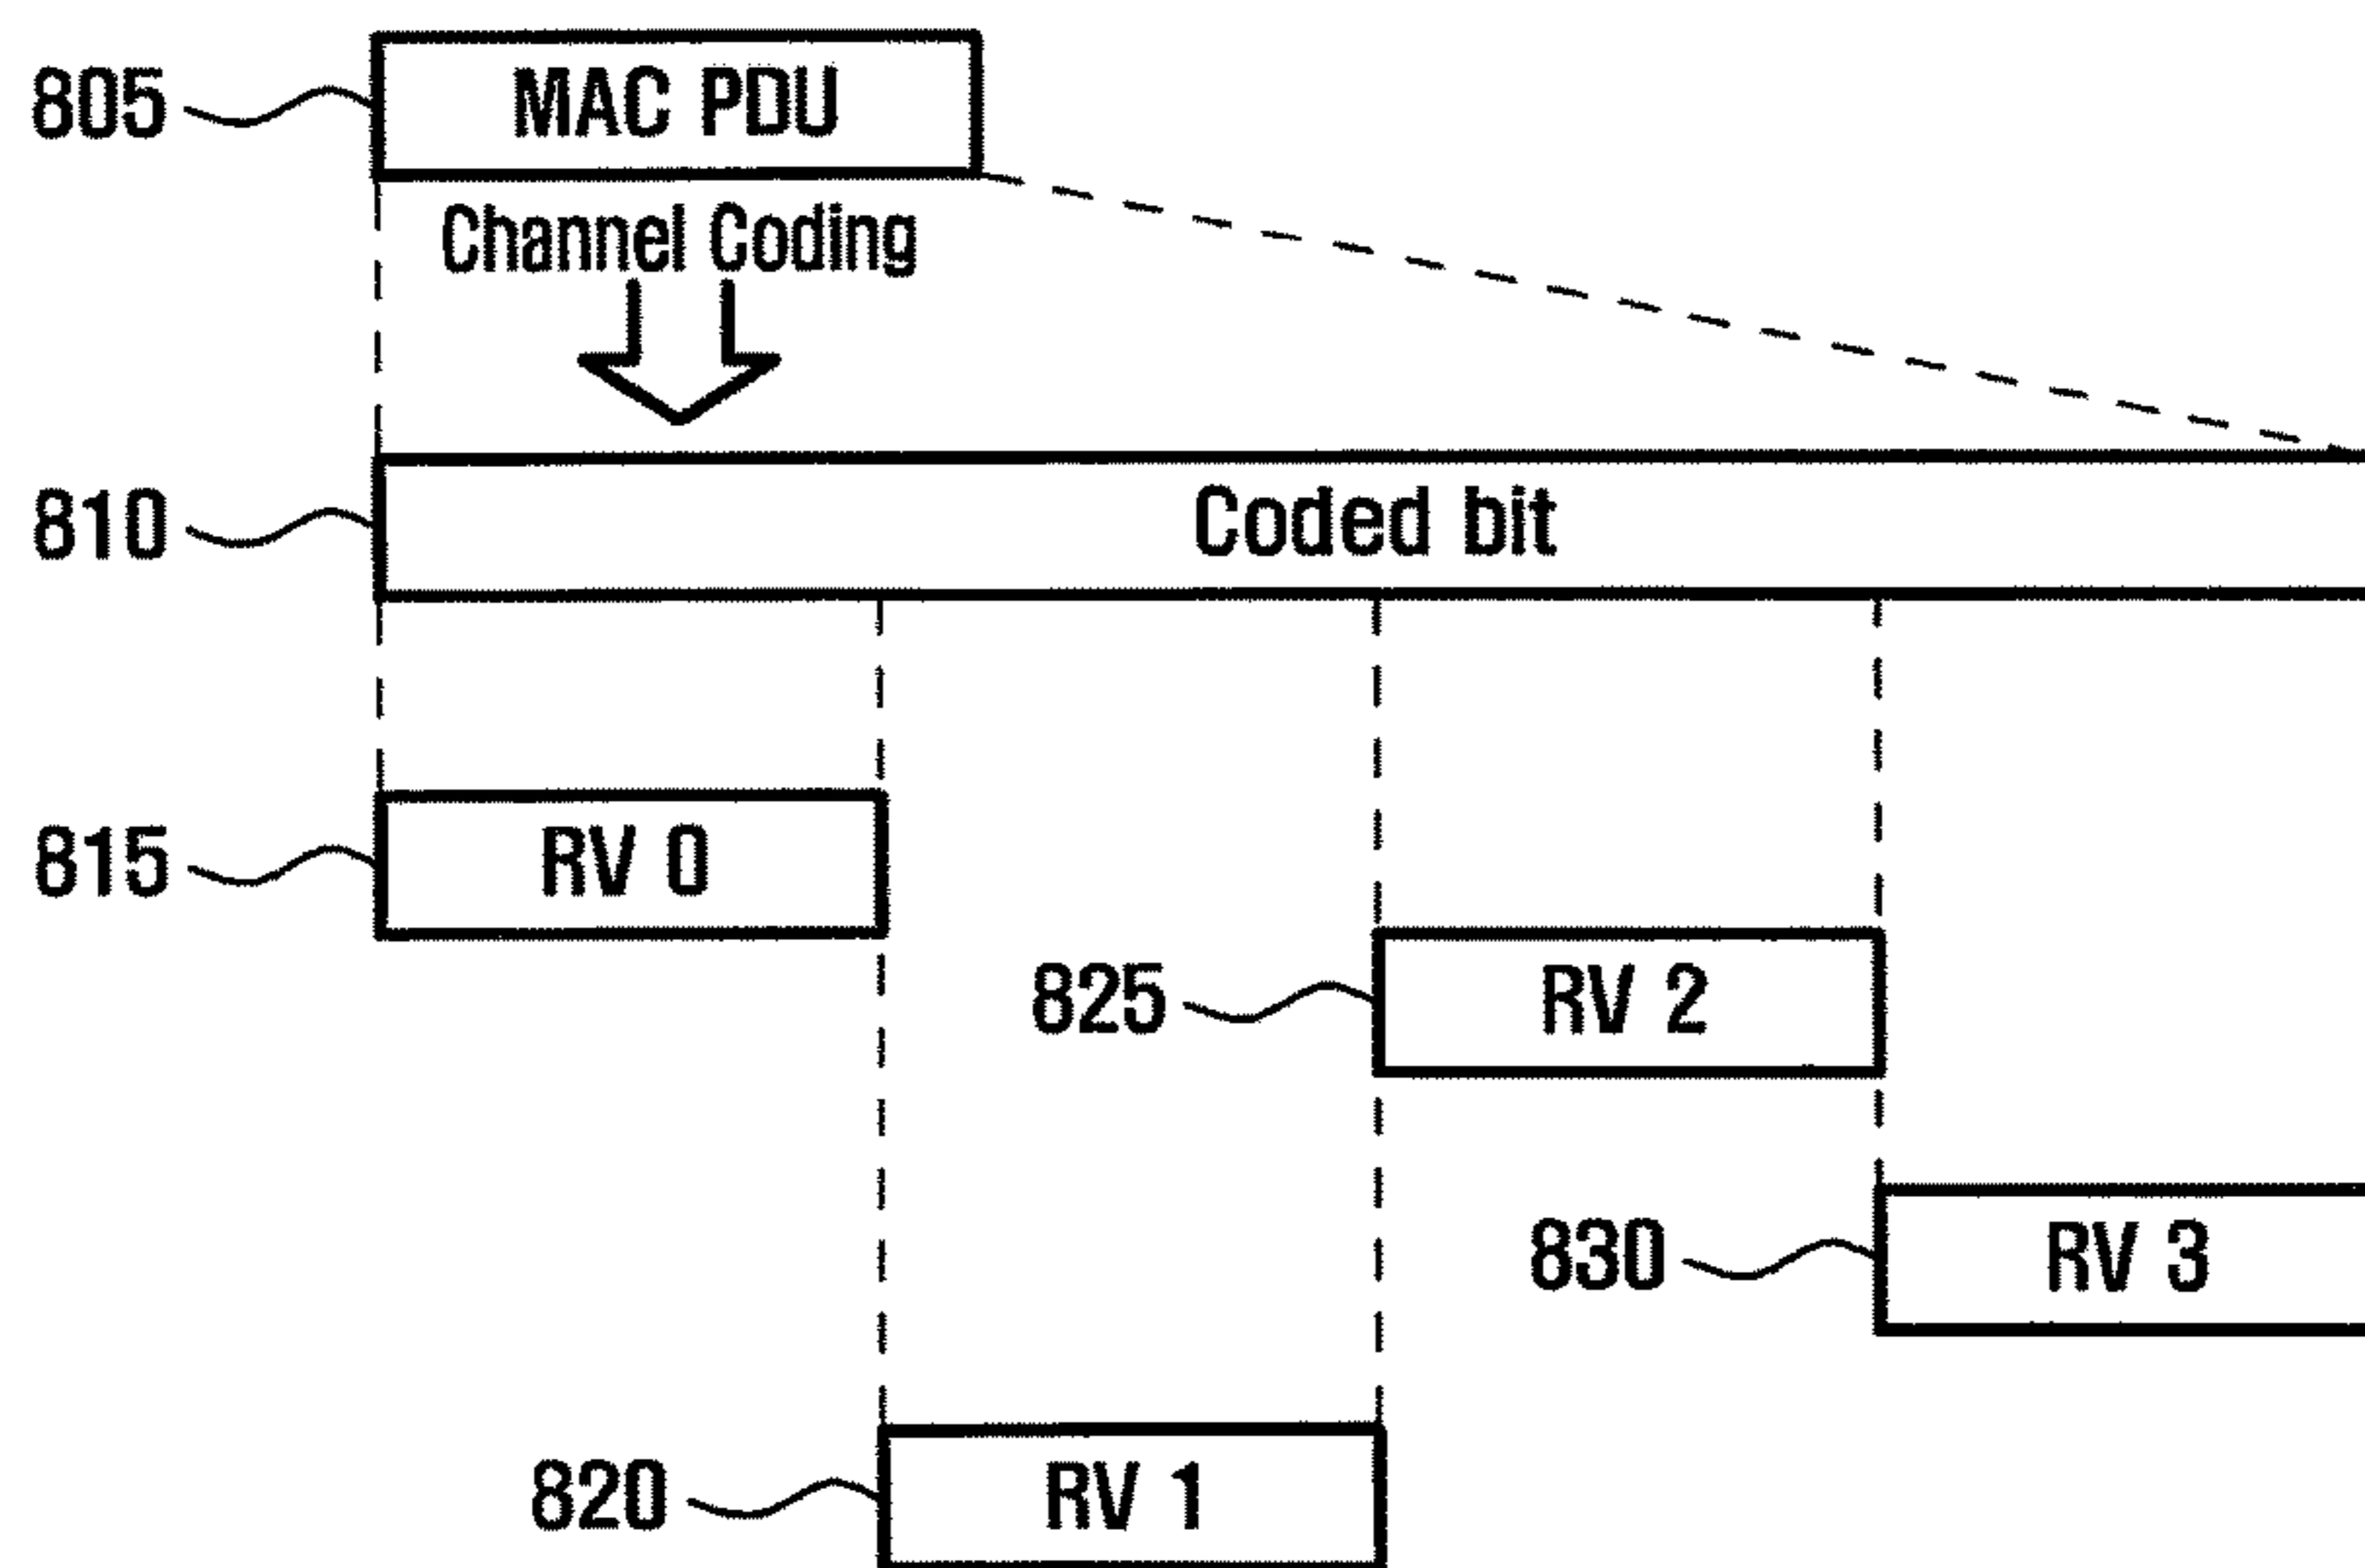 805 MAC PDU
Channel Coding
810 Coded bit
815 RV 0
825 RV 2
830 RV 3
820 RV 1